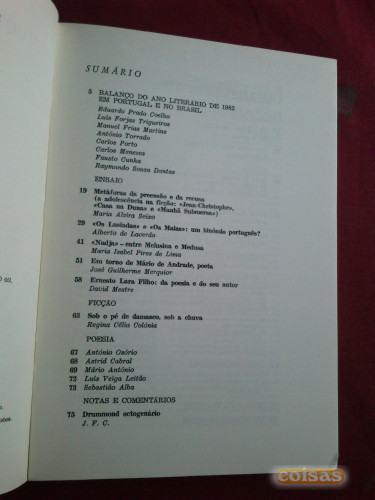 SUMÁRIO
5 BALANÇO DO ANO LITERÁRIO DE 1982
EM PORTUGAL E NO BRASIL
Eduardo Prado Coelho
Luís Forjaz Trigueiros
Manuel Frias Martins
António Torrado
Carlos Porto
Carlos Meneses
Fausto Cunha
Raymundo Souza Dantas
ENSAIO
19 Metáforas da precessão e da recusa
(a adolescência na ficção: «Jean-Christophe»,
«Casa na Duna» e «Manhã Submersa»)
Maria Alzira Seixo
29 «Os Lusíadas» e «Os Maias»: um binómio português?
Alberto de Lacerda
41 «Nadja» – entre Melusina e Medusa
Maria Isabel Pires de Lima
51 Em torno de Mário de Andrade, poeta
José Guilherme Merquior
58 Ernesto Lara Filho: da poesia e do seu autor
David Mestre
FICÇÃO
63 Sob o pé de damasco, sob a chuva
Regina Célia Colónia
POESIA
67 António Osório
68 Astrid Cabral
69 Mário António
72 Luís Veiga Leitão
73 Sebastião Alba
NOTAS E COMENTÁRIOS
75 Drummond octogenário
J. F. C.
coisas